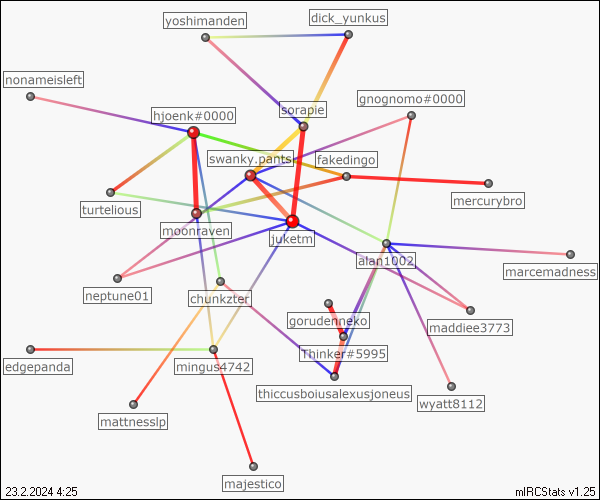 yoshimanden
dick_yunkus
nonameisleft
gnognomo#0000
hjoenk#0000
sorapie
swanky.pants
fakedingo
turtelious
mercurybro
moonraven
juketm
alan1002
marcemadness
neptune01
chunkzter
gorudenneko
maddiee3773
Thinker#5995
edgepanda
mingus4742
thiccusboiusalexusjoneus
wyatt8112
mattnesslp
majestico
23.2.2024 4:25
mIRCStats v1.25